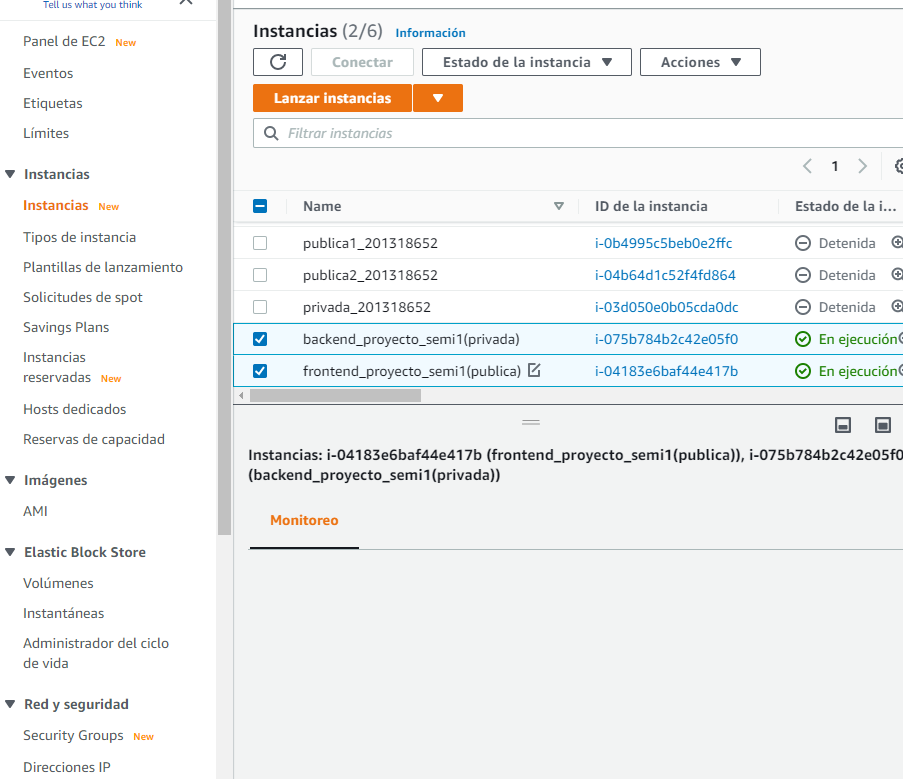 Tell us what you think
Panel de EC2 New
Eventos
Etiquetas
Límites
Instancias
Instancias New
Tipos de instancia
Plantillas de lanzamiento
Solicitudes de spot
Savings Plans
Instancias
reservadas New
Hosts dedicados
Reservas de capacidad
Imágenes
AMI
Elastic Block Store
Volúmenes
Instantáneas
Administrador del ciclo
de vida
Red y seguridad
Security Groups New
Direcciones IP
Instancias (2/6) Información
Conectar Estado de la instancia Acciones
Lanzar instancias
Filtrar instancias
1
Name ID de la instancia Estado de la i...
publica1_201318652 i-0b4995c5beb0e2ffc Detenida
publica2_201318652 i-04b64d1c52f4fd864 Detenida
privada_201318652 i-03d050e0b05cda0dc Detenida
backend_proyecto_semi1(privada) i-075b784b2c42e05f0 En ejecución
frontend_proyecto_semi1(publica) i-04183e6baf44e417b En ejecución
Instancias: i-04183e6baf44e417b (frontend_proyecto_semi1(publica)), i-075b784b2c42e05f0
(backend_proyecto_semi1(privada))
Monitoreo